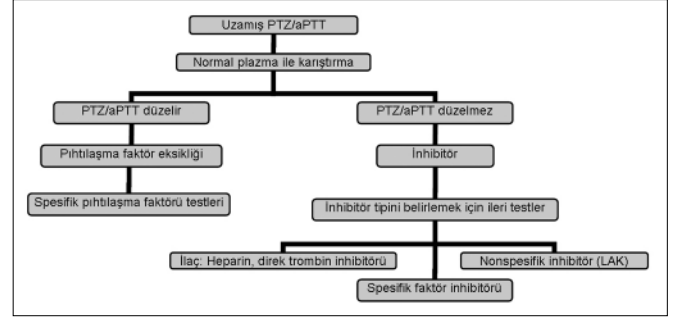 Uzamış PTZ/aPTT
Normal plazma ile karıştırma
PTZ/aPTT düzelir
PTZ/aPTT düzelmez
Pıhtılaşma faktör eksikliği
İnhibitör
Spesifik pıhtılaşma faktörü testleri
İnhibitör tipini belirlemek için ileri testler
İlaç: Heparin, direk trombin inhibitörü
Nonspesifik inhibitör (LAK)
Spesifik faktör inhibitörü